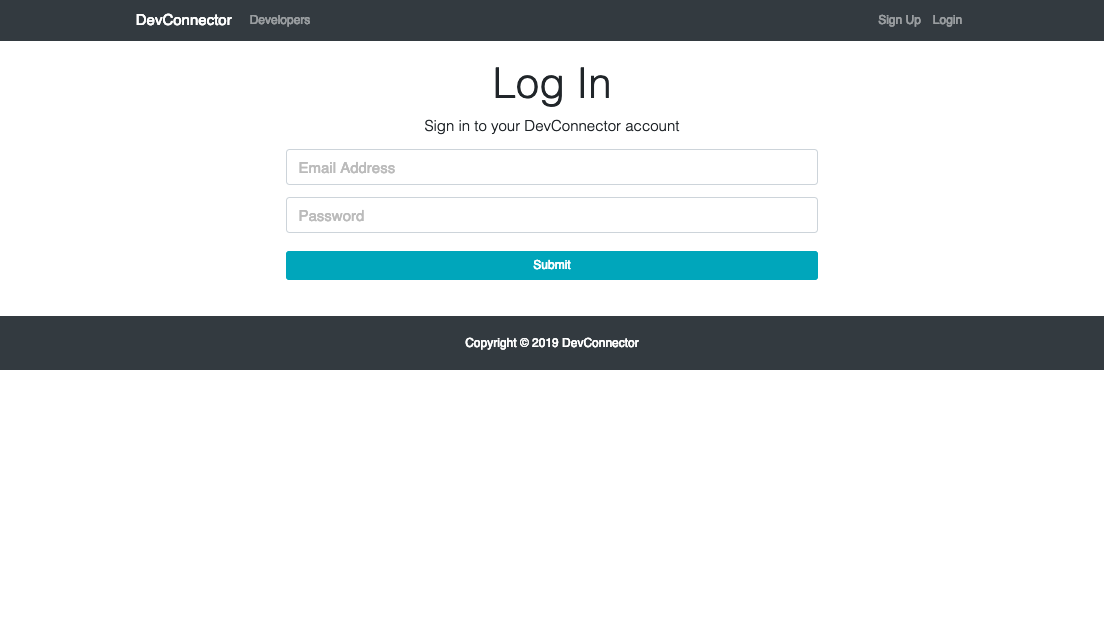 DevConnector Developers Sign Up Login
Log In
Sign in to your DevConnector account
Email Address
Password
Submit
Copyright © 2019 DevConnector